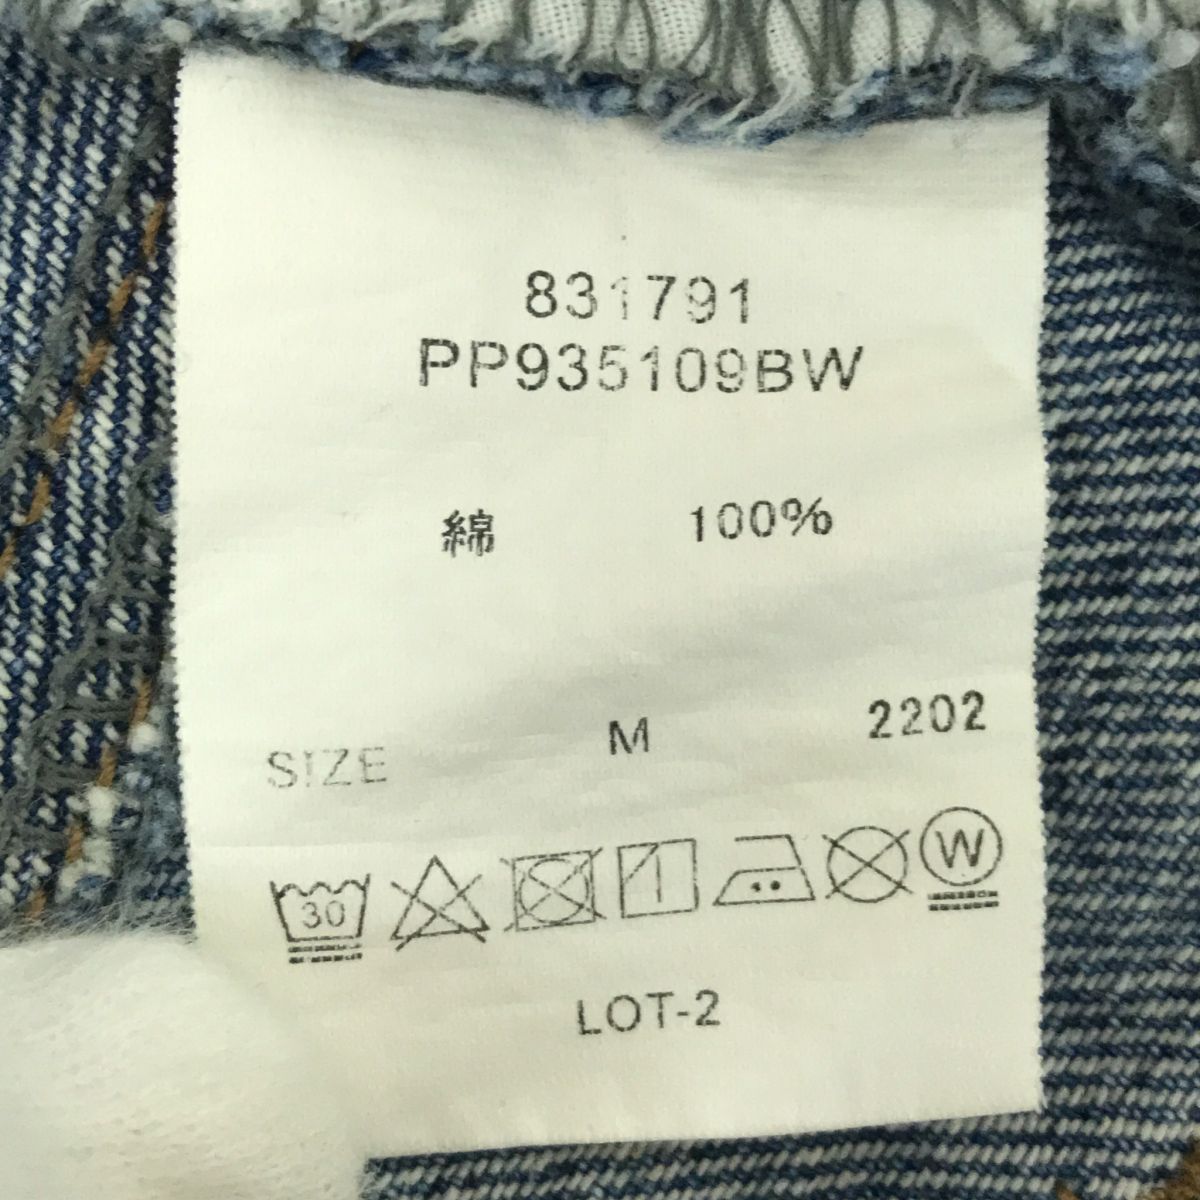 831791
PP935109BW
綿 100%
SIZE M 2202
30 W
LOT-2